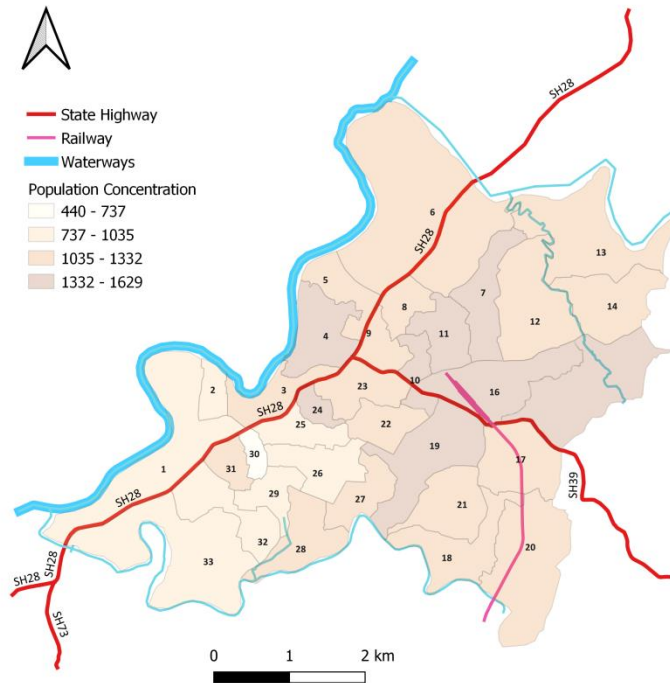 SH28
State Highway
Railway
Waterways
Population Concentration
440 - 737
737 - 1035
1035 - 1332
1332 - 1629
6
SH28
13
5
7
14
8
12
4
9
11
10
16
2
3
23
SH28
24
25
22
19
30
17
1
31
26
SH39
29
27
21
SH28
32
20
33
28
18
SH28
SH28
SH73
0 1 2 km